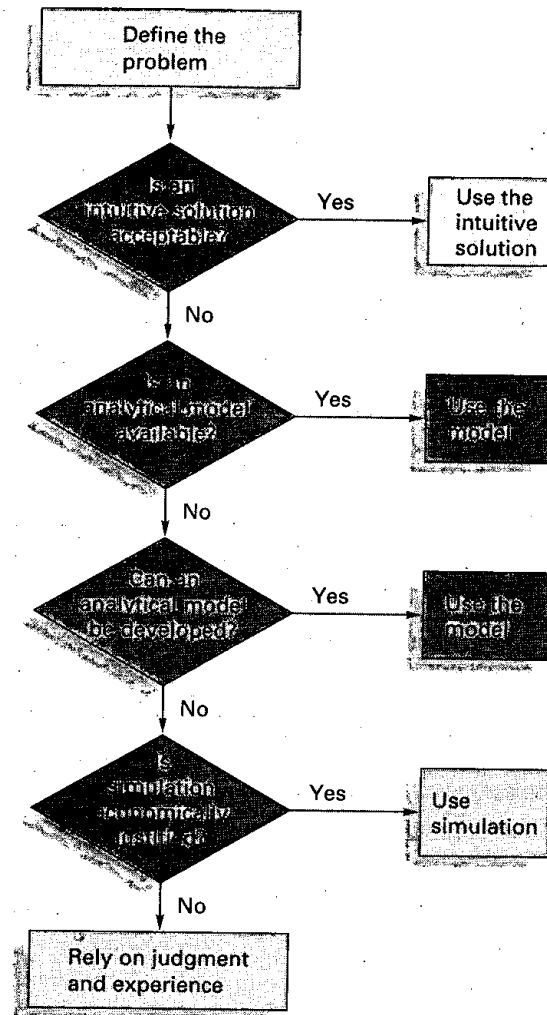 Define the
problem
Is an
intuitive solution
acceptable?
Yes
Use the
intuitive
solution
No
Is an
analytical model
available?
Yes
Use the
model
No
Can an
analytical model
be developed?
Yes
Use the
model
No
Is
simulation
economically
justified?
Yes
Use
simulation
No
Rely on judgment
and experience